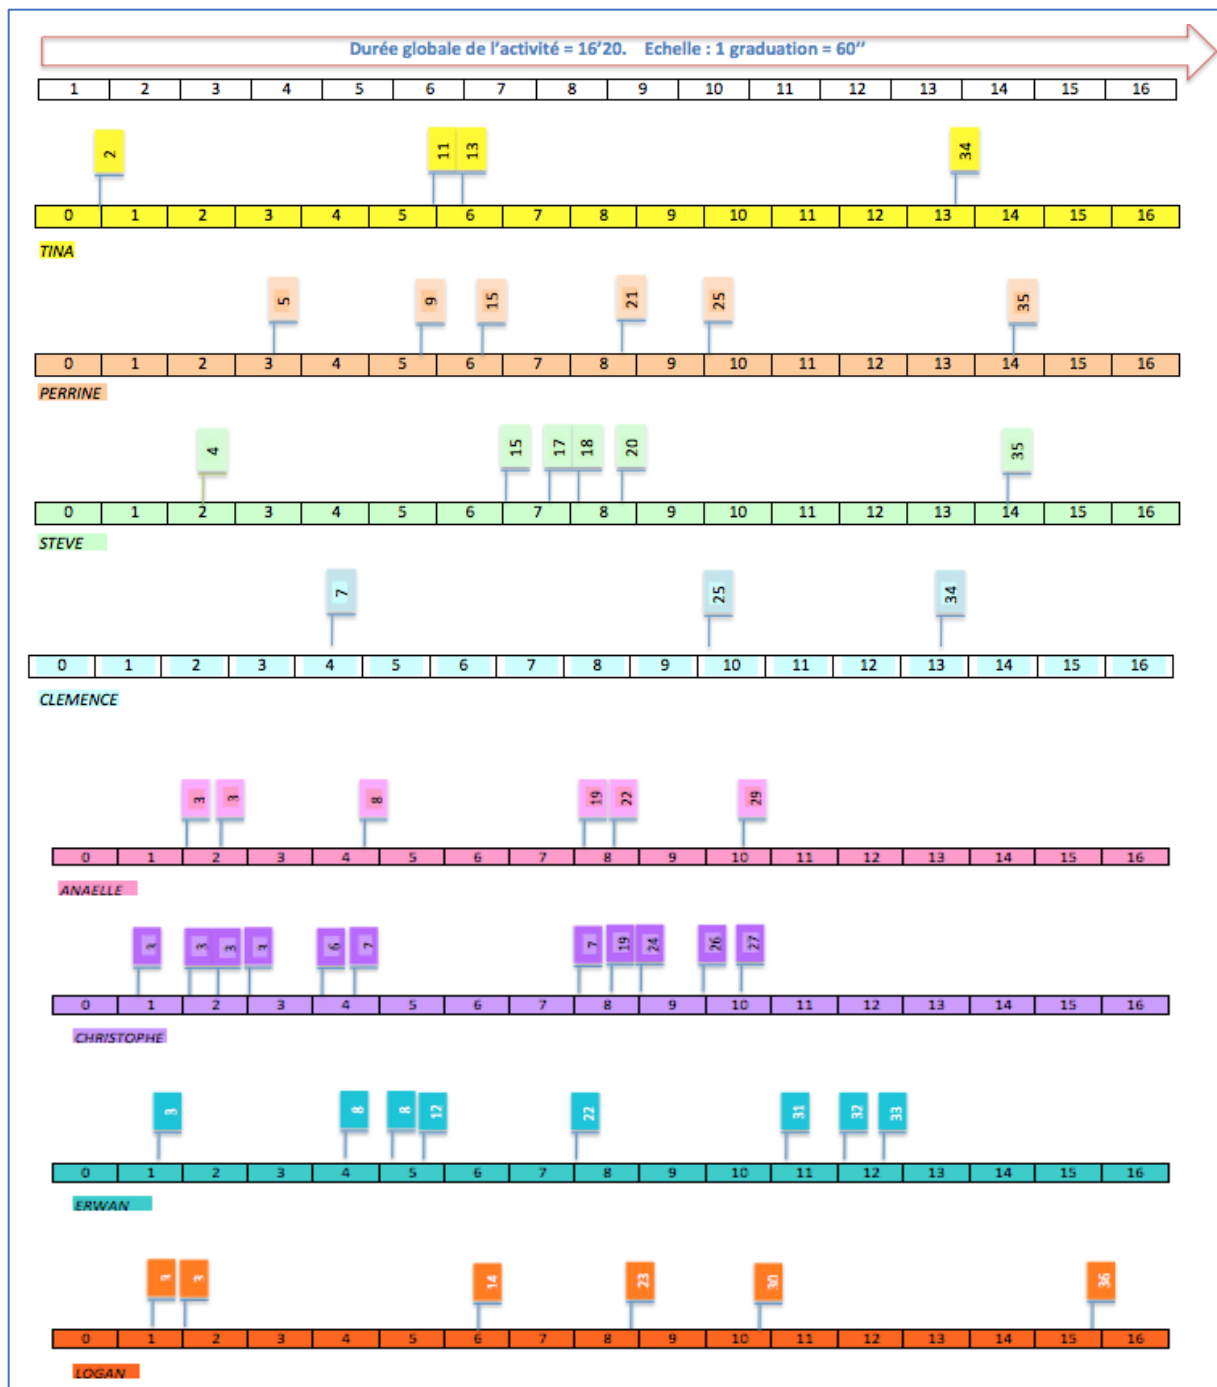 Durée globale de l'activité = 16'20. Echelle : 1 graduation = 60''
1 2 3 4 5 6 7 8 9 10 11 12 13 14 15 16
2 11 13 34
0 1 2 3 4 5 6 7 8 9 10 11 12 13 14 15 16
TINA
5 9 15 21 25 35
0 1 2 3 4 5 6 7 8 9 10 11 12 13 14 15 16
PERRINE
4 15 17 18 20 35
0 1 2 3 4 5 6 7 8 9 10 11 12 13 14 15 16
STEVE
7 25 34
0 1 2 3 4 5 6 7 8 9 10 11 12 13 14 15 16
CLEMENCE
3 3 8 19 22 29
0 1 2 3 4 5 6 7 8 9 10 11 12 13 14 15 16
ANAELLE
3 3 3 3 6 7 7 19 24 26 27
0 1 2 3 4 5 6 7 8 9 10 11 12 13 14 15 16
CHRISTOPHE
3 8 8 12 22 31 32 33
0 1 2 3 4 5 6 7 8 9 10 11 12 13 14 15 16
ERWAN
3 3 14 23 30 36
0 1 2 3 4 5 6 7 8 9 10 11 12 13 14 15 16
LOGAN